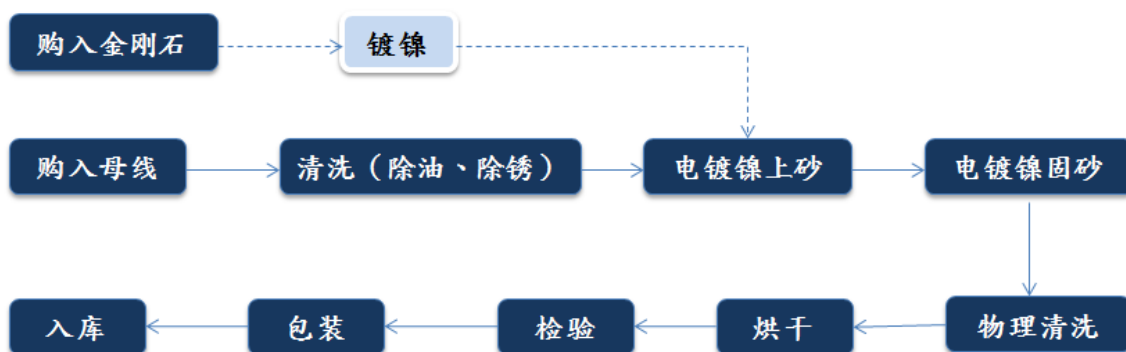 购入金刚石
镀镍
购入母线
清洗（除油、除锈）
电镀镍上砂
电镀镍固砂
入库
包装
检验
烘干
物理清洗